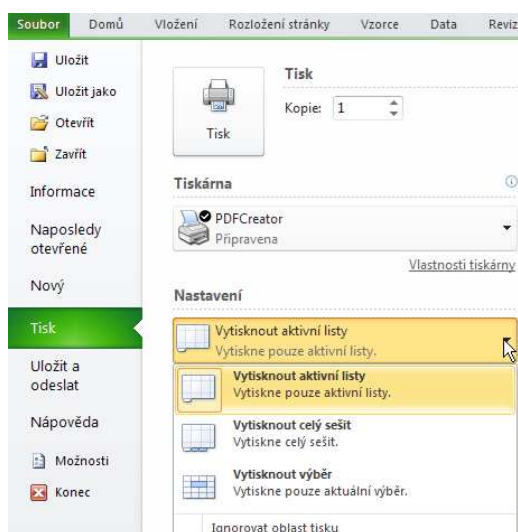 Soubor Domů Vložení Rozložení stránky Vzorce Data Reviz
Uložit
Uložit jako
Otevřít
Zavřít
Informace
Naposledy
otevřené
Nový
Tisk
Uložit a
odeslat
Nápověda
Možnosti
Konec
Tisk
Tisk
Kopie: 1
Tiskárna
PDFCreator
Připravena
Vlastnosti tiskárny
Nastavení
Vytisknout aktivní listy
Vytiskne pouze aktivní listy.
Vytisknout aktivní listy
Vytiskne pouze aktivní listy.
Vytisknout celý sešit
Vytiskne celý sešit.
Vytisknout výběr
Vytiskne pouze aktuální výběr.
Ignorovat oblast tisku